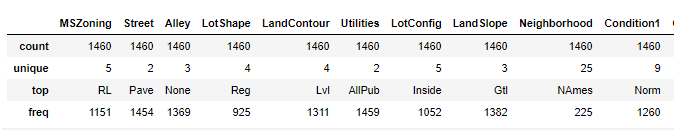 MSZoning Street Alley LotShape LandContour Utilities LotConfig LandSlope Neighborhood Condition1
count 1460 1460 1460 1460 1460 1460 1460 1460 1460 1460
unique 5 2 3 4 4 2 5 3 25 9
top RL Pave None Reg Lvl AllPub Inside Gtl NAmes Norm
freq 1151 1454 1369 925 1311 1459 1052 1382 225 1260